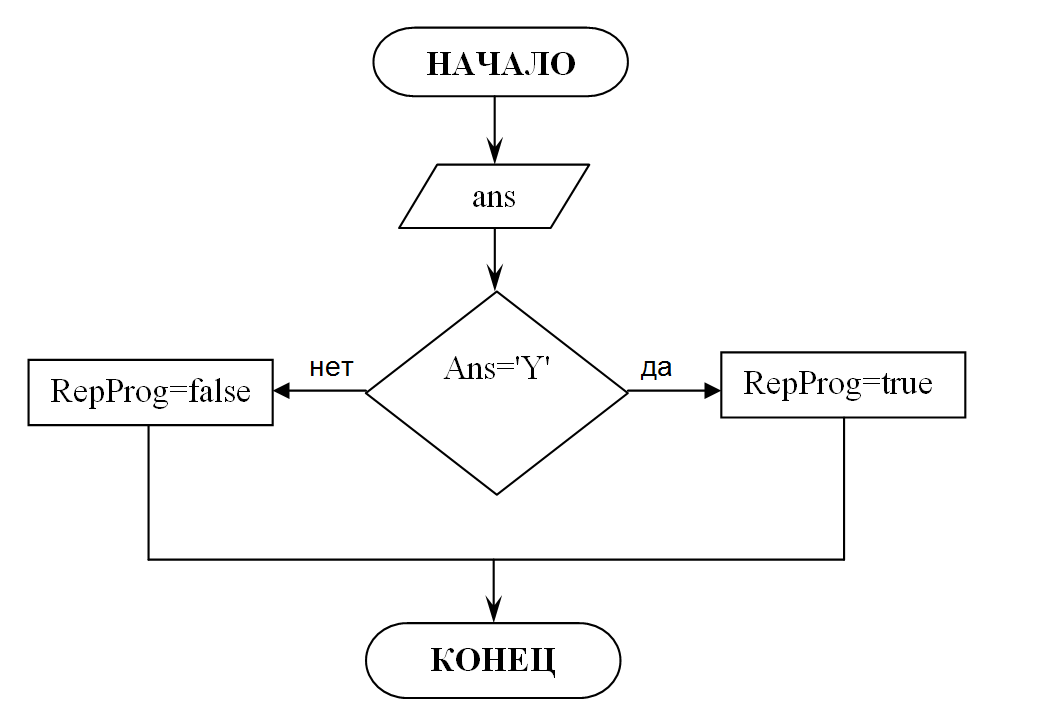 НАЧАЛО
ans
Ans='Y'
нет
да
RepProg=false
RepProg=true
КОНЕЦ